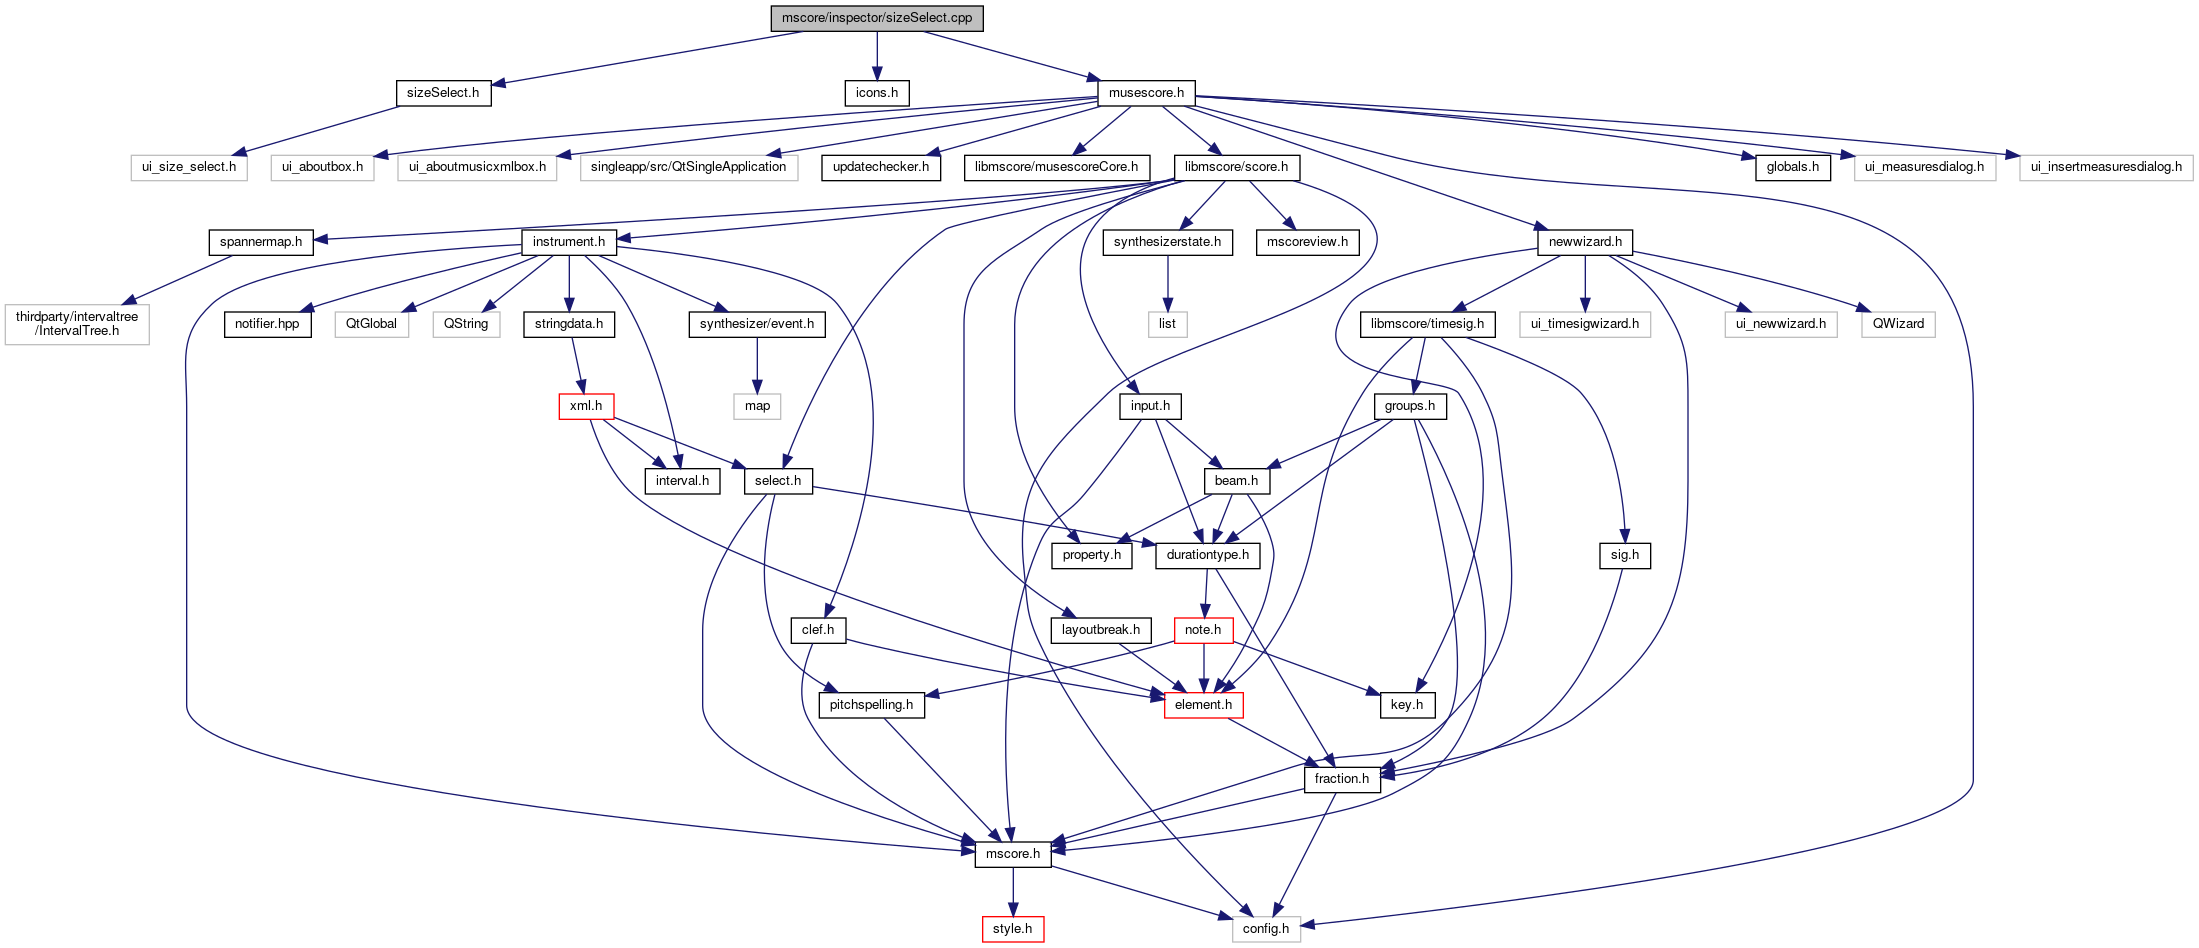 mscore/inspector/sizeSelect.cpp
sizeSelect.h
icons.h
musescore.h
ui_size_select.h
ui_aboutbox.h
ui_aboutmusicxmlbox.h
singleapp/src/QtSingleApplication
updatechecker.h
libmscore/musescoreCore.h
libmscore/score.h
globals.h
ui_measuresdialog.h
ui_insertmeasuresdialog.h
spannermap.h
instrument.h
synthesizerstate.h
mscoreview.h
newwizard.h
thirdparty/intervaltree
/IntervalTree.h
notifier.hpp
QtGlobal
QString
stringdata.h
synthesizer/event.h
list
libmscore/timesig.h
ui_timesigwizard.h
ui_newwizard.h
QWizard
xml.h
map
input.h
groups.h
interval.h
select.h
beam.h
property.h
durationtype.h
sig.h
clef.h
layoutbreak.h
note.h
pitchspelling.h
element.h
key.h
fraction.h
mscore.h
style.h
config.h